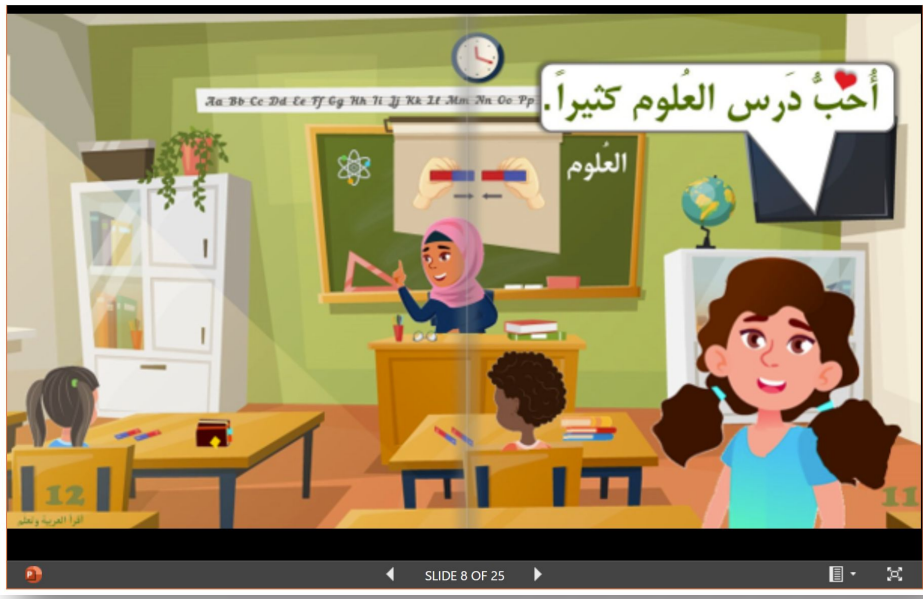 Aa Bb Cc Dd Ee Ff Gg Hh Ii Jj Kk Ll Mm Nn Oo Pp
أُحبُّ دَرس العُلوم كثيراً.
العُلوم
12
11
اقرأ العربية وتعلم
SLIDE 8 OF 25